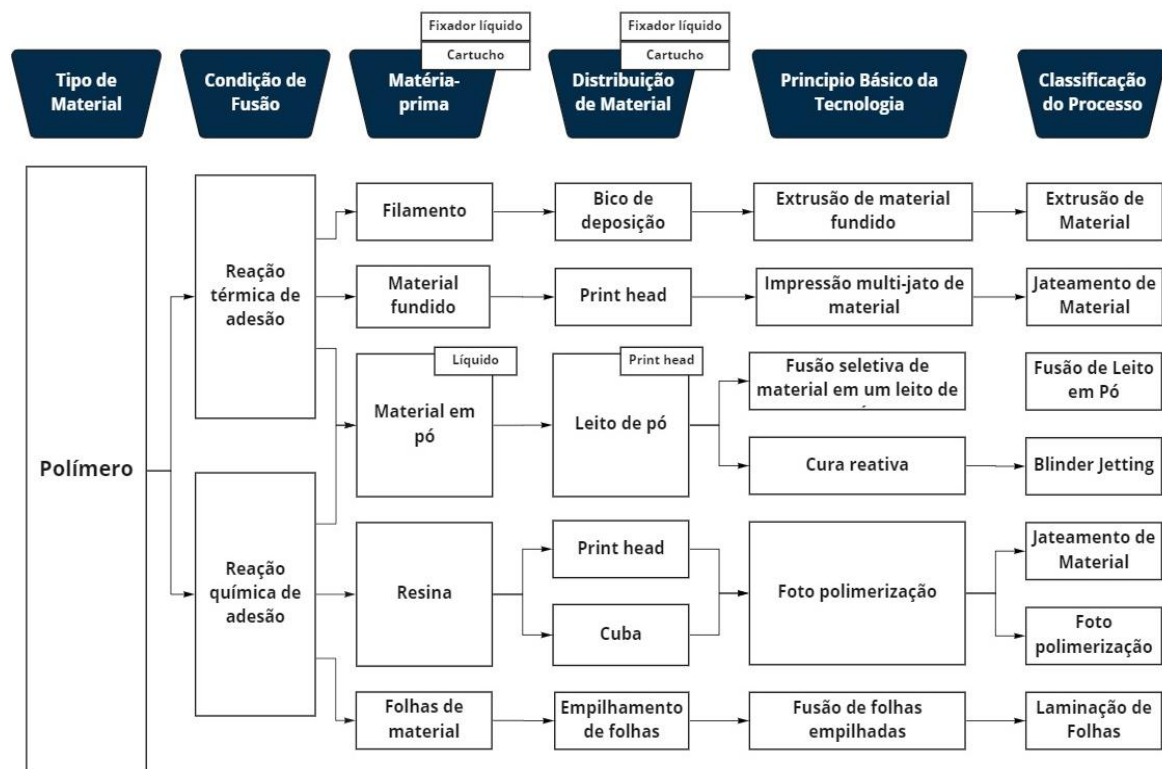 Fixador líquido
Cartucho
Fixador líquido
Cartucho
Tipo de
Material
Condição de
Fusão
Matéria-
prima
Distribuição
de Material
Principio Básico da
Tecnologia
Classificação
do Processo
Polímero
Reação
térmica de
adesão
Reação
química de
adesão
Filamento
Bico de
deposição
Extrusão de material
fundido
Extrusão de
Material
Material
fundido
Print head
Impressão multi-jato de
material
Jateamento de
Material
Líquido
Material em
pó
Print head
Leito de pó
Fusão seletiva de
material em um leito de
Fusão de Leito
em Pó
Cura reativa
Blinder Jetting
Resina
Print head
Cuba
Foto polimerização
Jateamento de
Material
Foto
polimerização
Folhas de
material
Empilhamento
de folhas
Fusão de folhas
empilhadas
Laminação de
Folhas